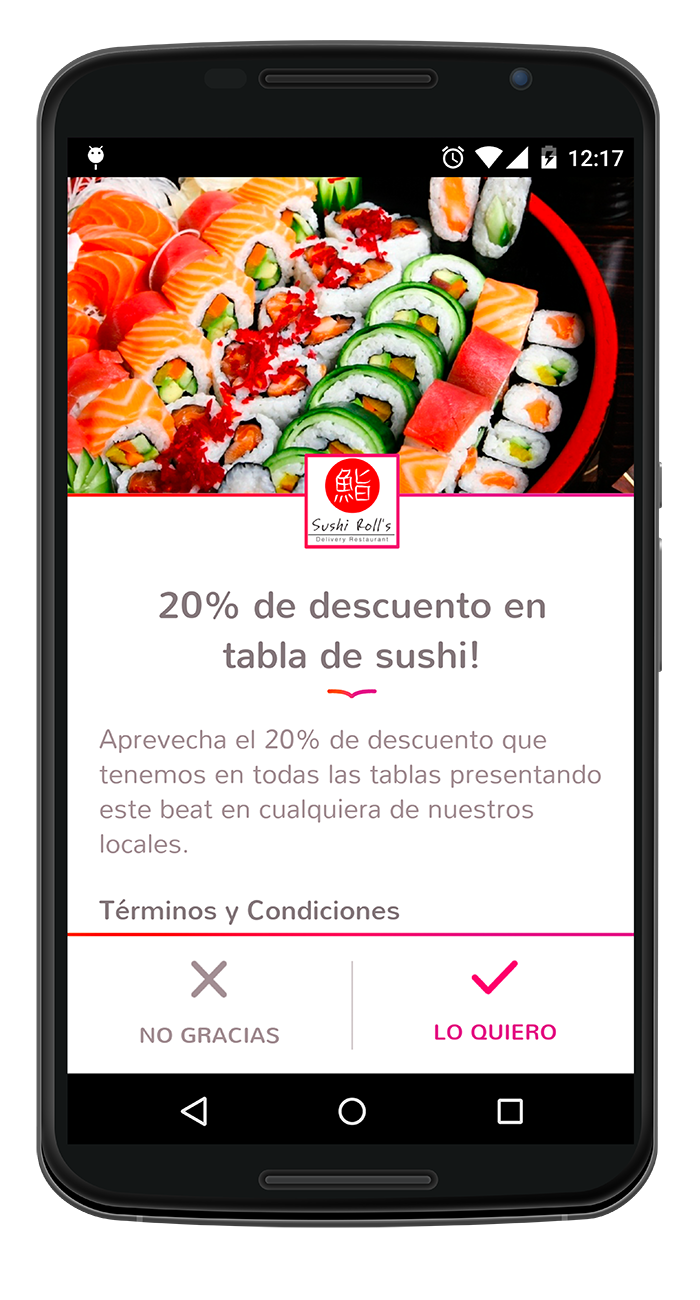 12:17
鮨
Sushi Roll's
Delivery Restaurant
20% de descuento en
tabla de sushi!
Aprevecha el 20% de descuento que
tenemos en todas las tablas presentando
este beat en cualquiera de nuestros
locales.
Términos y Condiciones
NO GRACIAS
LO QUIERO